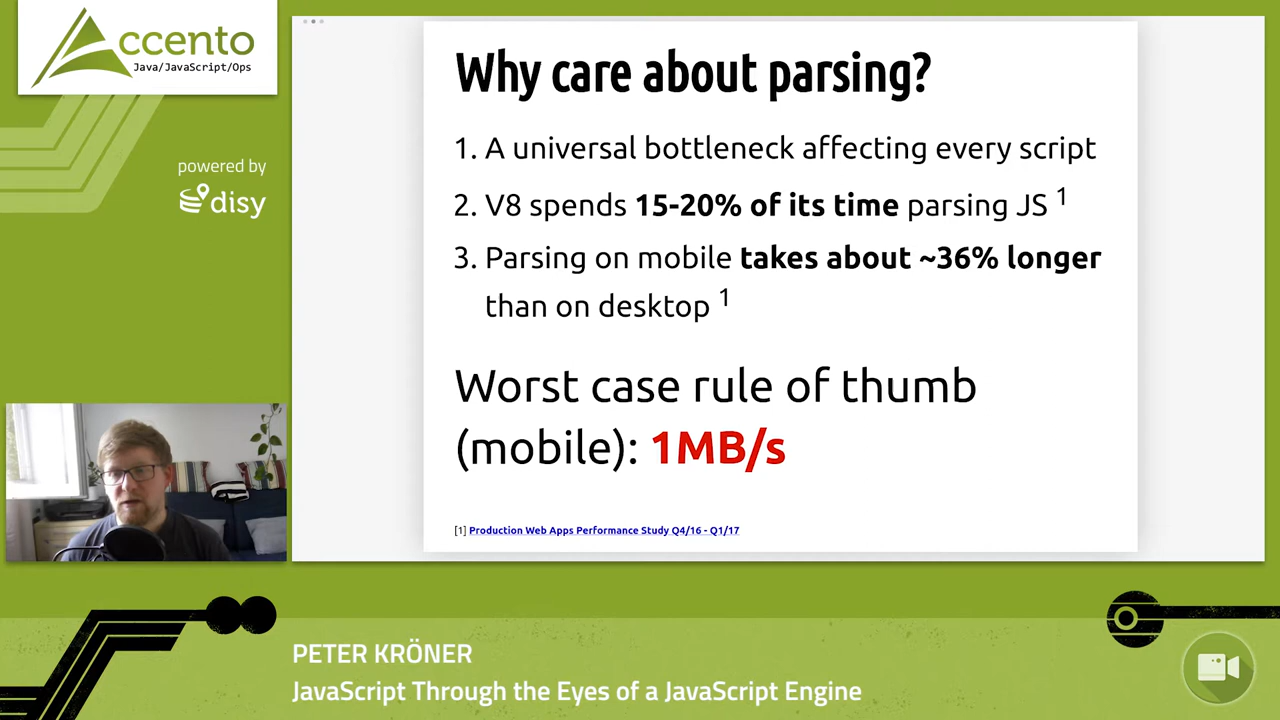 Accento
Java/JavaScript/Ops
powered by
disy
Why care about parsing?
1. A universal bottleneck affecting every script
2. V8 spends 15-20% of its time parsing JS 1
3. Parsing on mobile takes about ~36% longer
than on desktop 1
Worst case rule of thumb
(mobile): 1MB/s
[1] Production Web Apps Performance Study Q4/16 - Q1/17
PETER KRÖNER
JavaScript Through the Eyes of a JavaScript Engine